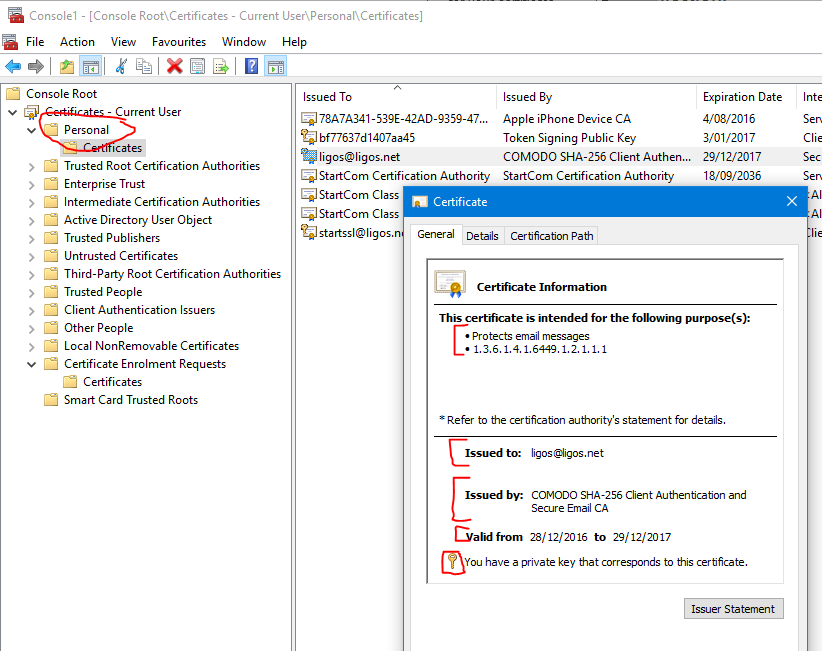 Console1 - [Console Root\Certificates - Current User\Personal\Certificates]
File Action View Favourites Window Help
Console Root
Certificates - Current User
Personal
Certificates
Trusted Root Certification Authorities
Enterprise Trust
Intermediate Certification Authorities
Active Directory User Object
Trusted Publishers
Untrusted Certificates
Third-Party Root Certification Authorities
Trusted People
Client Authentication Issuers
Other People
Local NonRemovable Certificates
Certificate Enrolment Requests
Certificates
Smart Card Trusted Roots
Issued To Issued By Expiration Date Inte
78A7A341-539E-42AD-9359-47... Apple iPhone Device CA 4/08/2016 Serv
bf77637d1407aa45 Token Signing Public Key 3/01/2017 Clie
ligos@ligos.net COMODO SHA-256 Client Authen... 29/12/2017 Sec
StartCom Certification Authority StartCom Certification Authority 18/09/2036 Serv
StartCom Class <Al
StartCom Class <Al
startssl@ligos.ne Clie
Certificate
General Details Certification Path
Certificate Information
This certificate is intended for the following purpose(s):
• Protects email messages
• 1.3.6.1.4.1.6449.1.2.1.1.1
* Refer to the certification authority's statement for details.
Issued to: ligos@ligos.net
Issued by: COMODO SHA-256 Client Authentication and
Secure Email CA
Valid from 28/12/2016 to 29/12/2017
You have a private key that corresponds to this certificate.
Issuer Statement